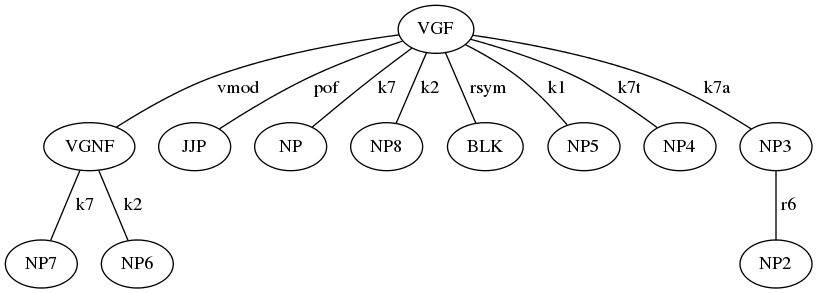 VGF
vmod pof k7 k2 rsym k1 k7t k7a
VGNF JJP NP NP8 BLK NP5 NP4 NP3
k7 k2 r6
NP7 NP6 NP2